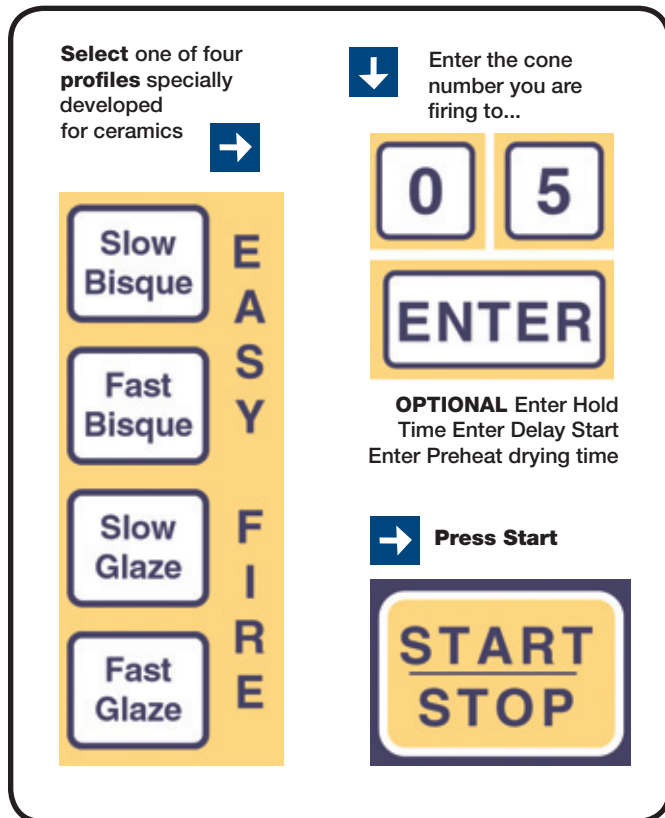 Select one of four
profiles specially
developed
for ceramics
Slow
Bisque
Fast
Bisque
Slow
Glaze
Fast
Glaze
EASY FIRE
Enter the cone
number you are
firing to...
0 5
ENTER
OPTIONAL Enter Hold
Time Enter Delay Start
Enter Preheat drying time
Press Start
START
STOP